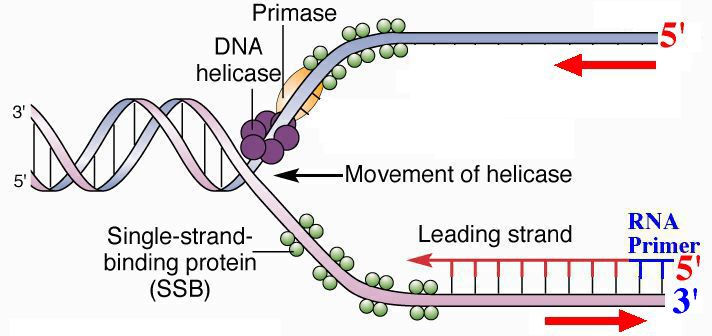 Primase
DNA
helicase
5'
3'
5'
Movement of helicase
Single-strand-
binding protein
(SSB)
Leading strand
RNA
Primer
5'
3'